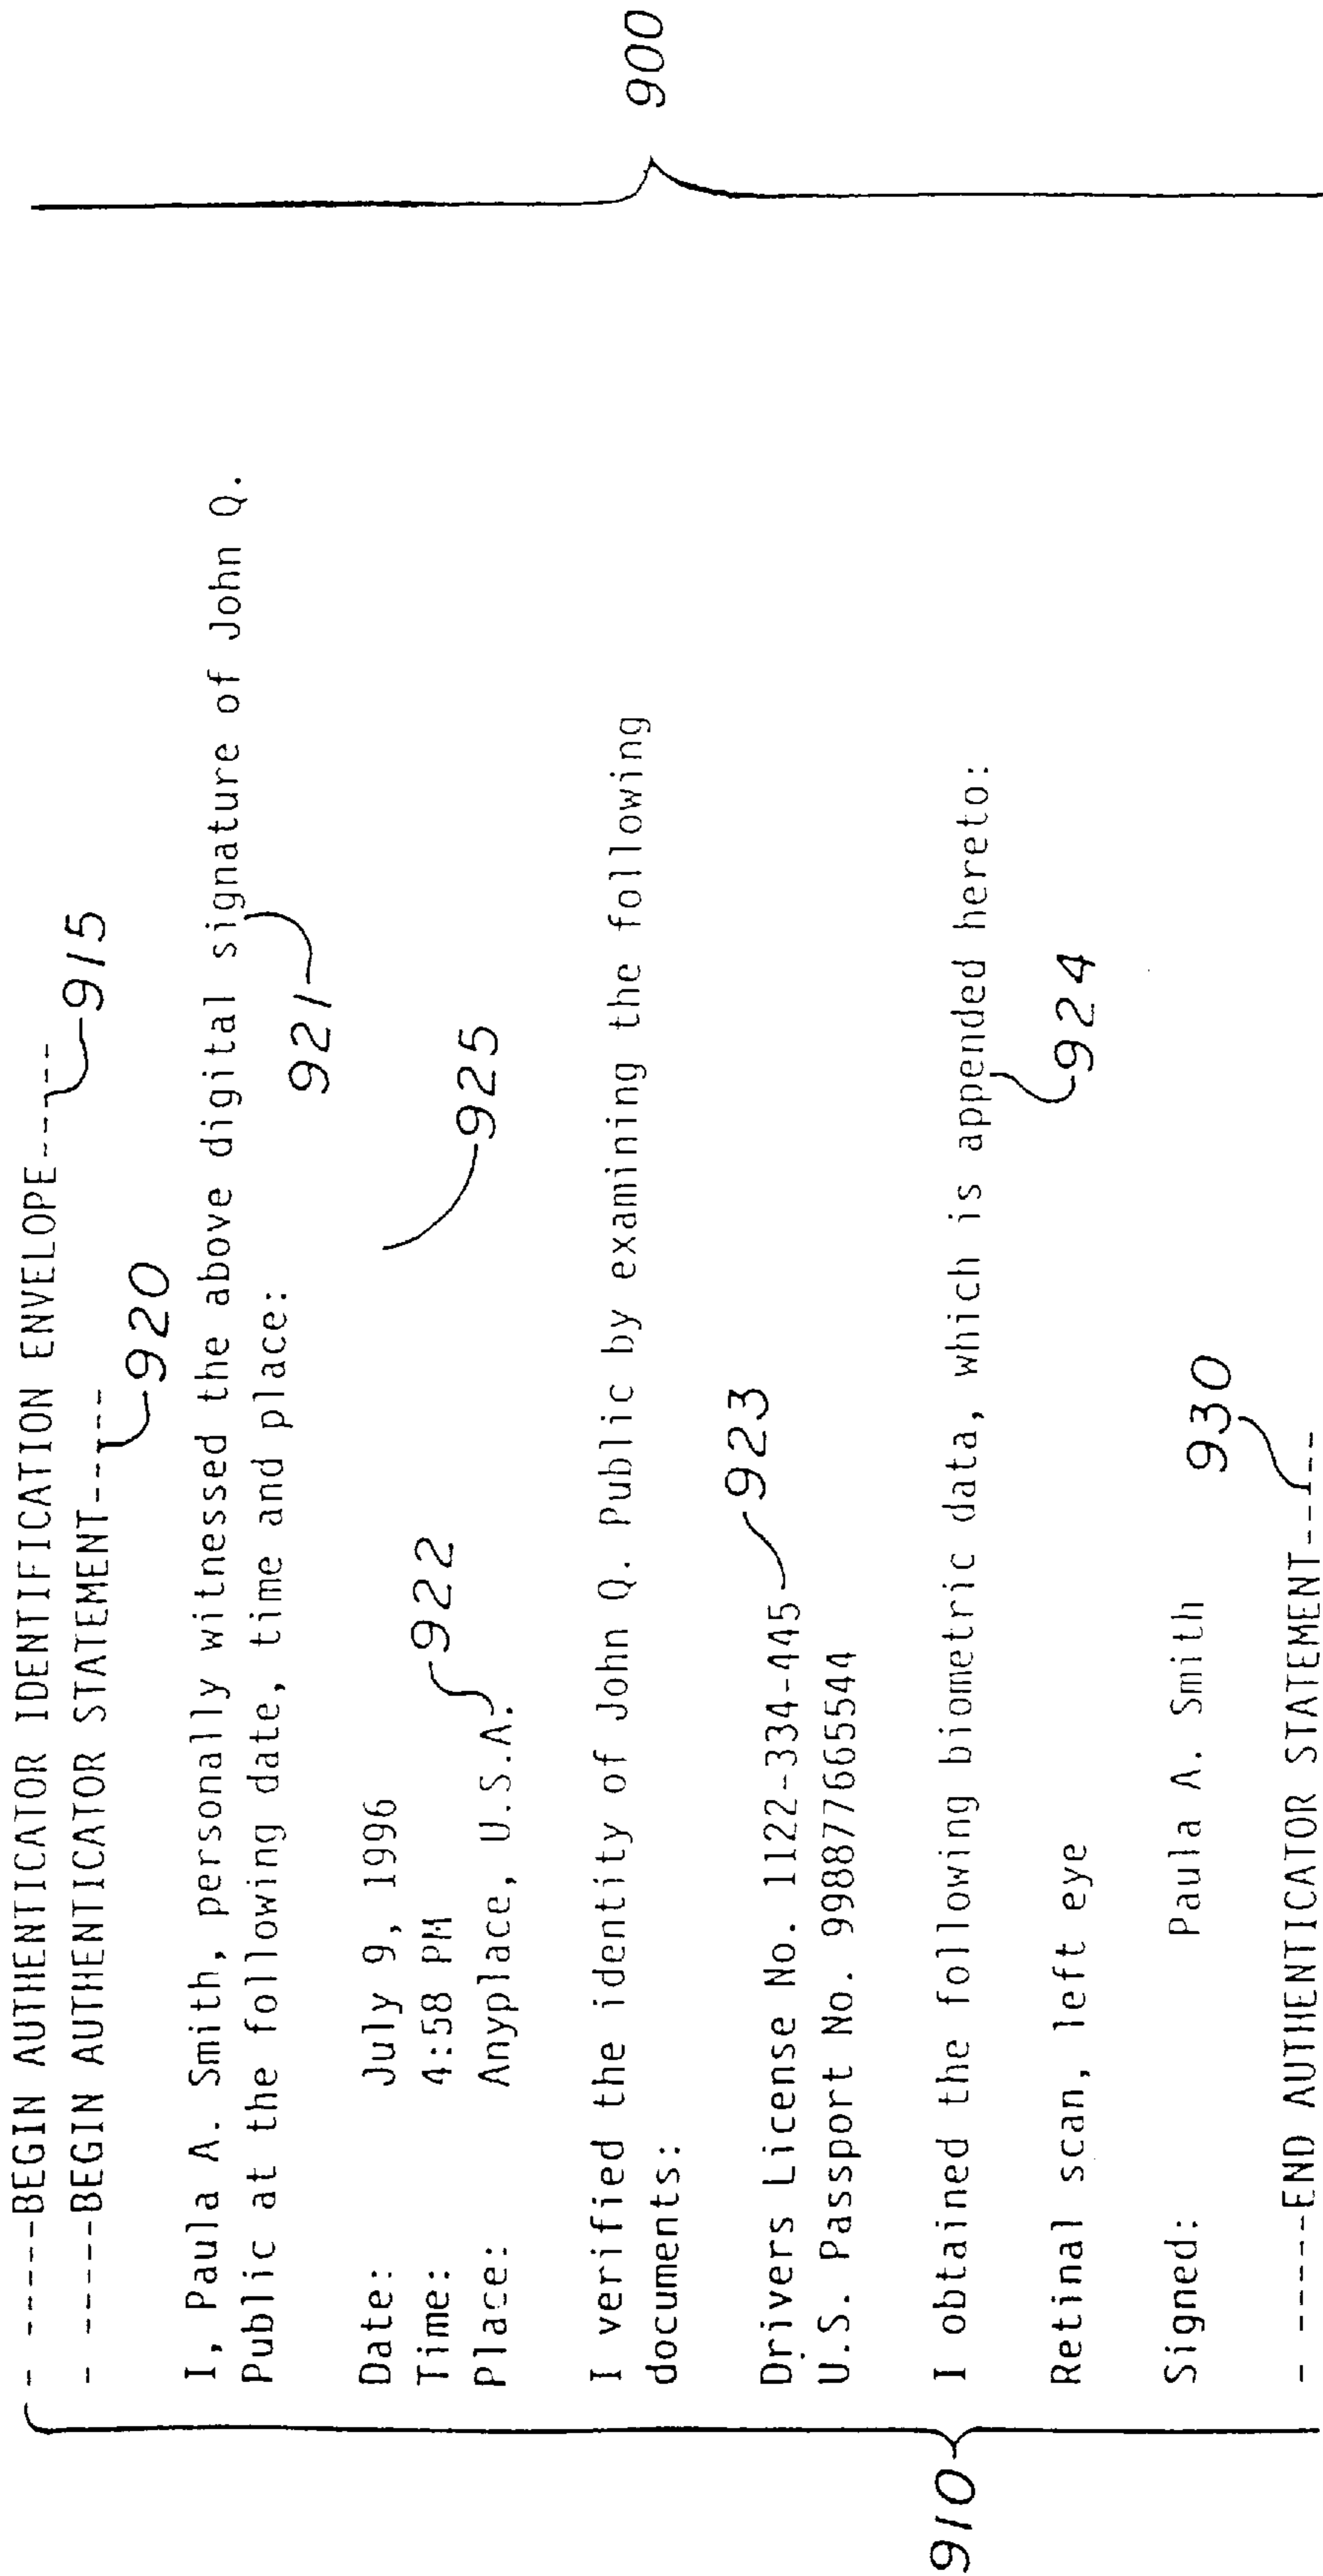 - -----BEGIN AUTHENTICATOR IDENTIFICATION ENVELOPE-----
915
- -----BEGIN AUTHENTICATOR STATEMENT-----
920
I, Paula A. Smith, personally witnessed the above digital signature of John Q.
Public at the following date, time and place:
921
925
Date: July 9, 1996
Time: 4:58 PM
922
Place: Anyplace, U.S.A.
I verified the identity of John Q. Public by examining the following
documents:
Drivers License No. 1122-334-445
923
U.S. Passport No. 998877665544
I obtained the following biometric data, which is appended hereto:
924
Retinal scan, left eye
Signed: Paula A. Smith
930
- -----END AUTHENTICATOR STATEMENT-----
910
900